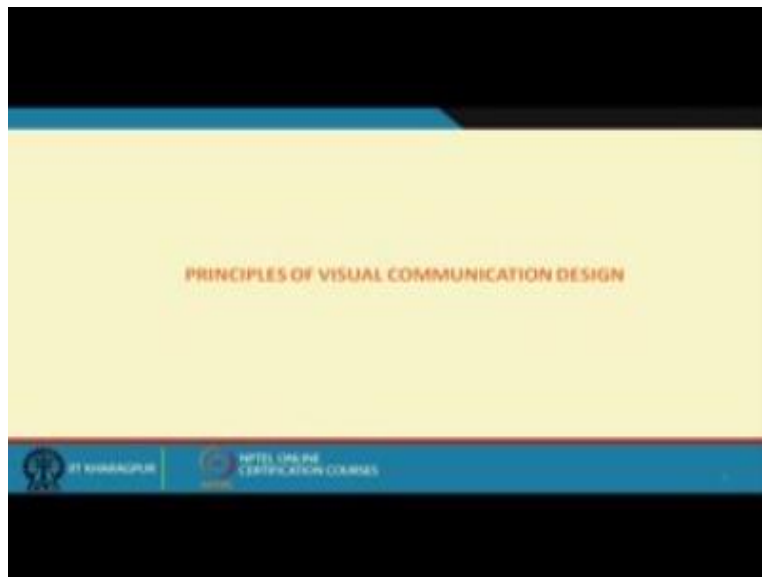 PRINCIPLES OF VISUAL COMMUNICATION DESIGN
IIT KHARAGPUR
NPTEL ONLINE
CERTIFICATION COURSES